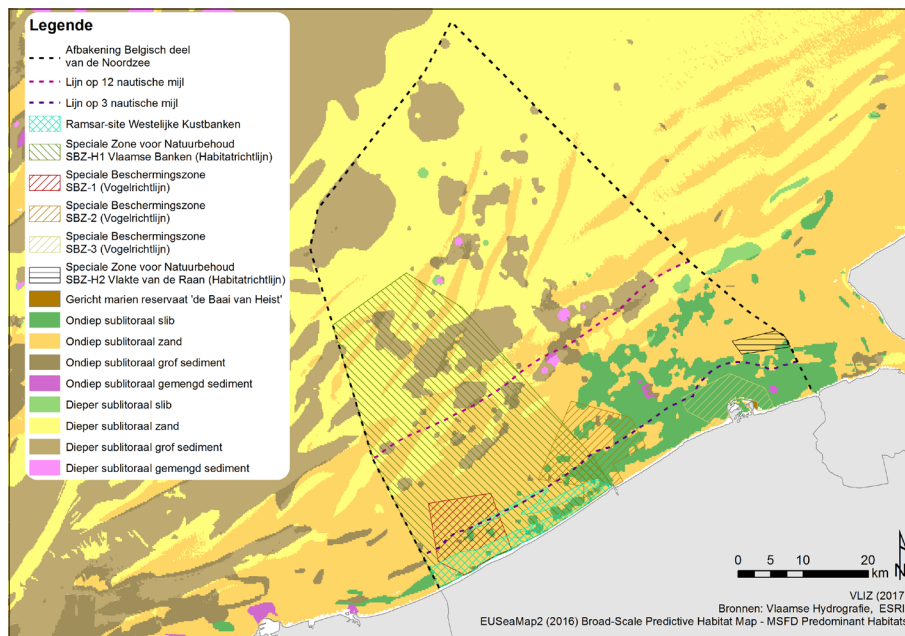 Legende
Afbakening Belgisch deel
van de Noordzee
Lijn op 12 nautische mijl
Lijn op 3 nautische mijl
Ramsar-site Westelijke Kustbanken
Speciale Zone voor Natuurbehoud
SBZ-H1 Vlaamse Banken (Habitatrichtlijn)
Speciale Beschermingszone
SBZ-1 (Vogelrichtlijn)
Speciale Beschermingszone
SBZ-2 (Vogelrichtlijn)
Speciale Beschermingszone
SBZ-3 (Vogelrichtlijn)
Speciale Zone voor Natuurbehoud
SBZ-H2 Vlakte van de Raan (Habitatrichtlijn)
Gericht marien reservaat 'de Baai van Heist'
Ondiep sublitoraal slib
Ondiep sublitoraal zand
Ondiep sublitoraal grof sediment
Ondiep sublitoraal gemengd sediment
Dieper sublitoraal slib
Dieper sublitoraal zand
Dieper sublitoraal grof sediment
Dieper sublitoraal gemengd sediment
0 5 10 20
km
N
VLIZ (2017
Bronnen: Vlaamse Hydrografie, ESRI
EUSeaMap2 (2016) Broad-Scale Predictive Habitat Map - MSFD Predominant Habitats